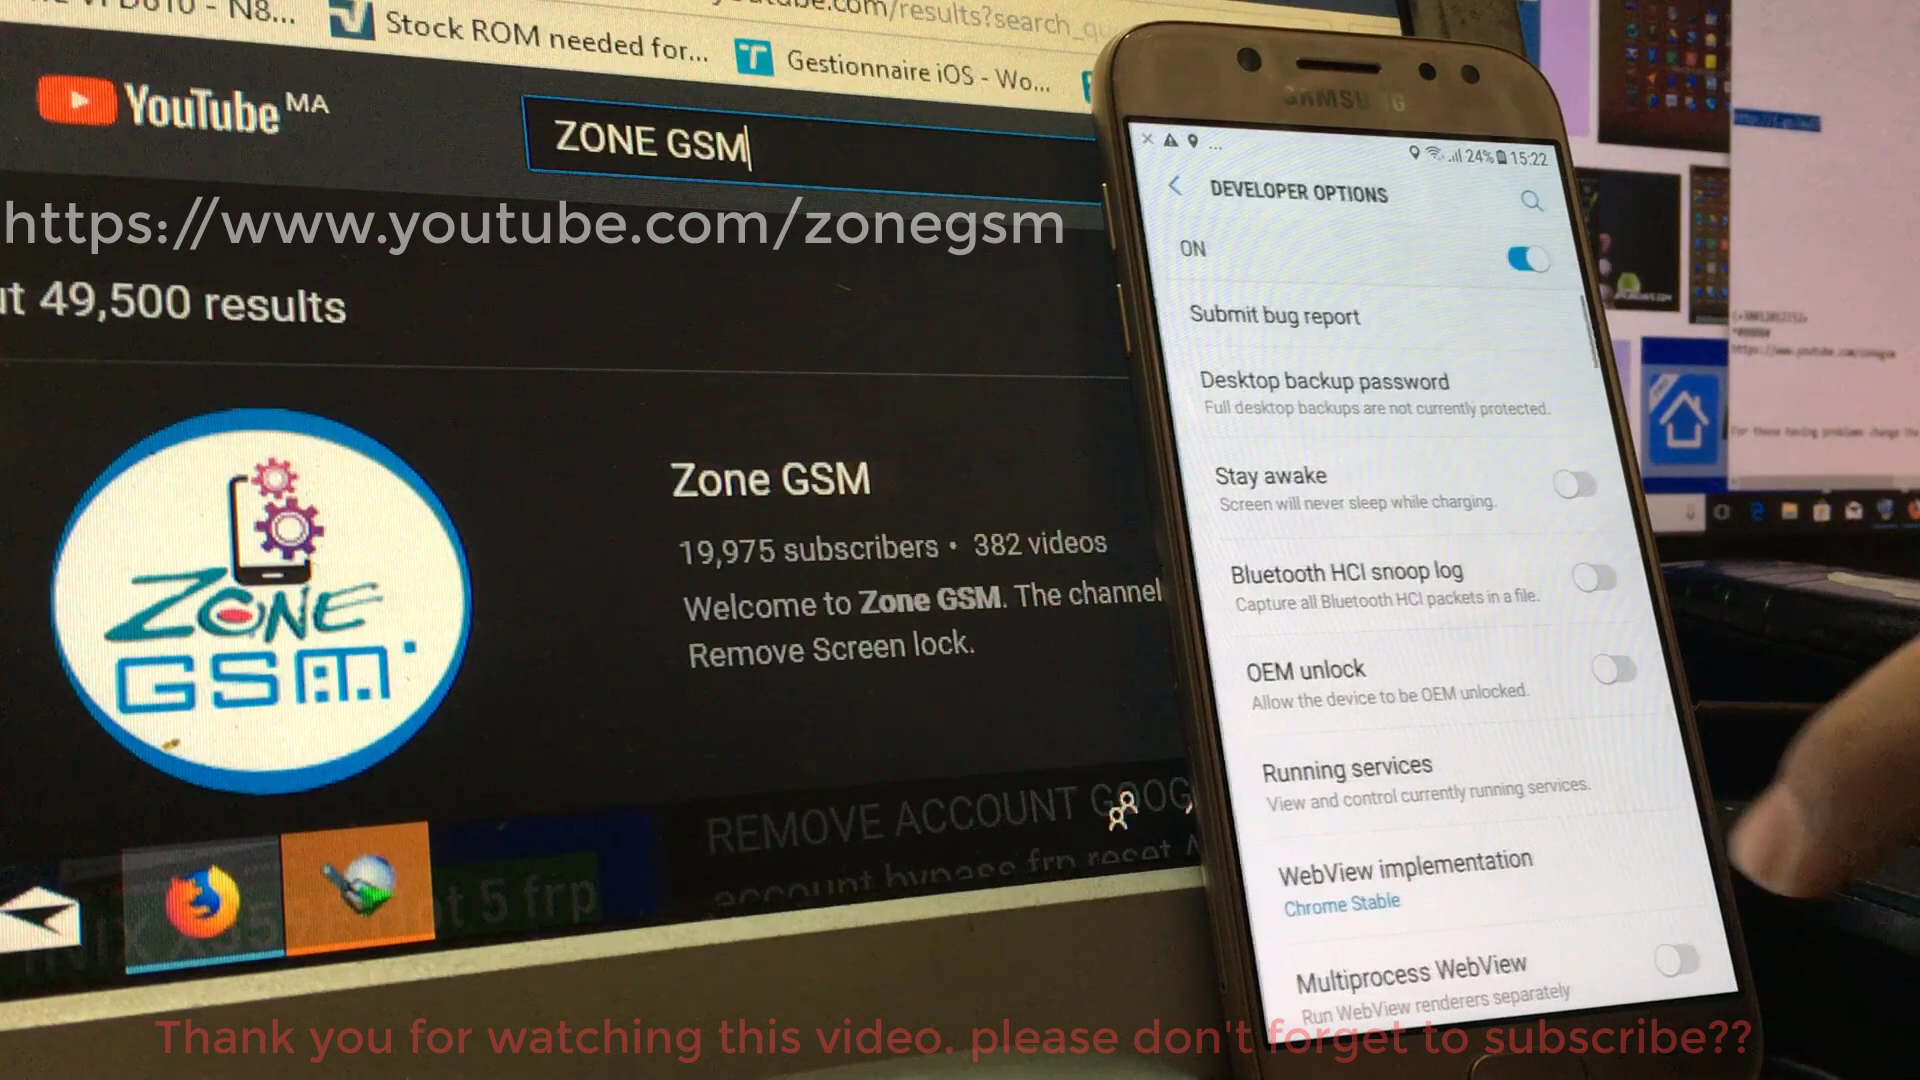 Stock ROM needed for...
Gestionnaire iOS - Wo...
YouTube MA
ZONE GSM
https://www.youtube.com/zonegsm
49,500 results
ZONE
GSM
Zone GSM
19,975 subscribers • 382 videos
Welcome to Zone GSM. The channel
Remove Screen lock.
REMOVE ACCOUNT GOOG
t 5 frp
SAMSUNG
24% 15:22
DEVELOPER OPTIONS
ON
Submit bug report
Desktop backup password
Full desktop backups are not currently protected.
Stay awake
Screen will never sleep while charging.
Bluetooth HCI snoop log
Capture all Bluetooth HCI packets in a file.
OEM unlock
Allow the device to be OEM unlocked.
Running services
View and control currently running services.
WebView implementation
Chrome Stable
Multiprocess WebView
Run WebView renderers separately
Thank you for watching this video. please don't forget to subscribe??